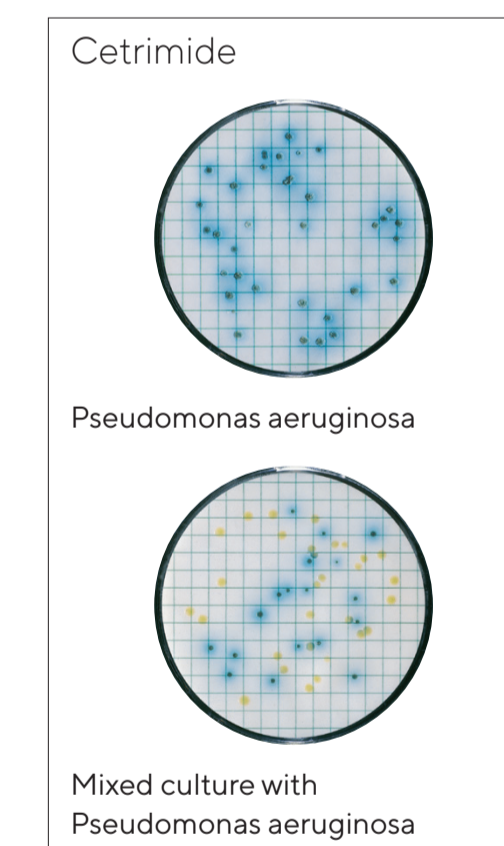 Cetrimide
Pseudomonas aeruginosa
Mixed culture with
Pseudomonas aeruginosa